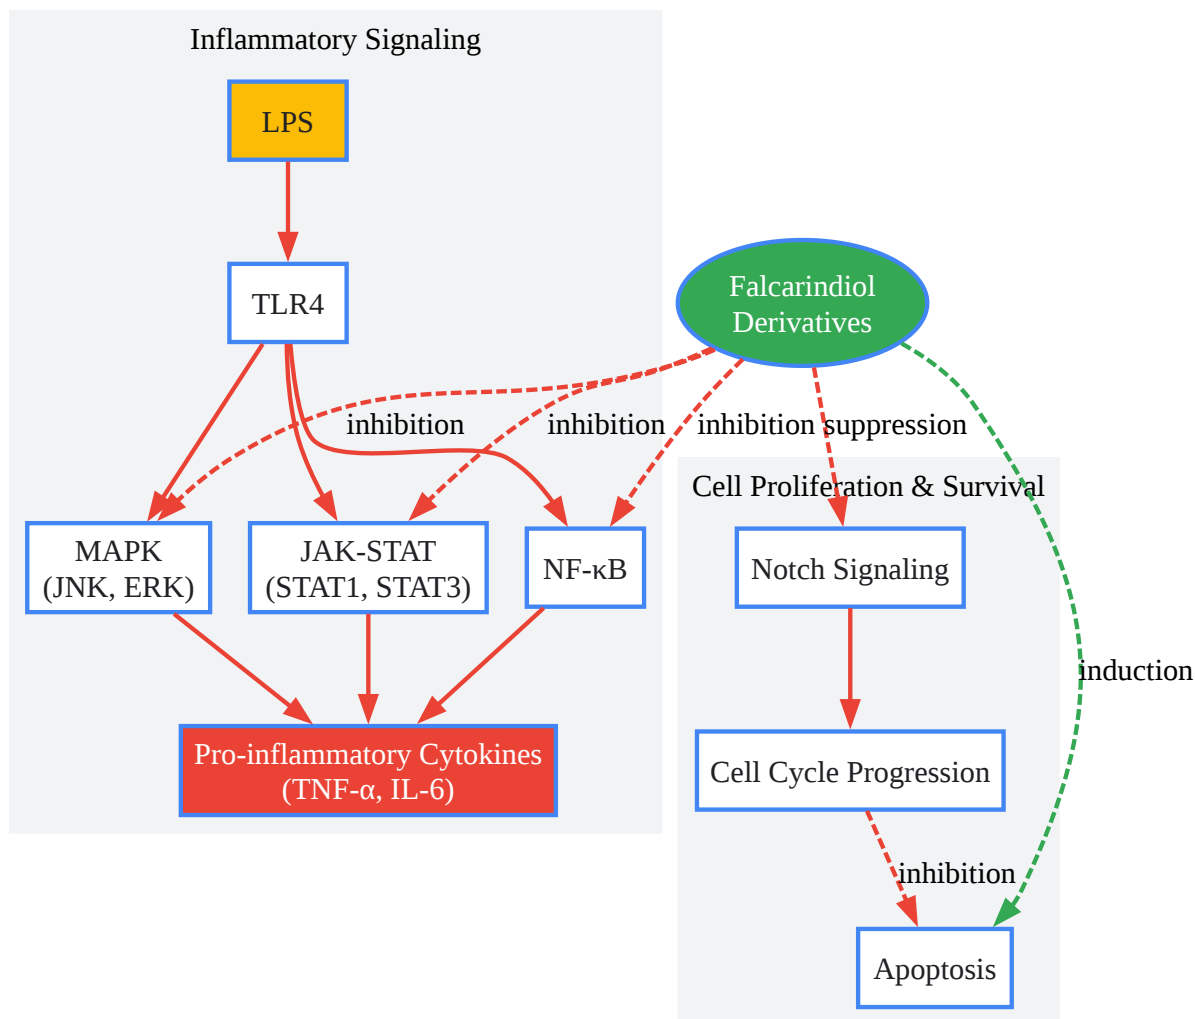 Inflammatory Signaling
LPS
TLR4
Falcarindiol
Derivatives
inhibition
inhibition
inhibition
suppression
Cell Proliferation & Survival
MAPK
(JNK, ERK)
JAK-STAT
(STAT1, STAT3)
NF-κB
Notch Signaling
induction
Pro-inflammatory Cytokines
(TNF-α, IL-6)
Cell Cycle Progression
inhibition
Apoptosis